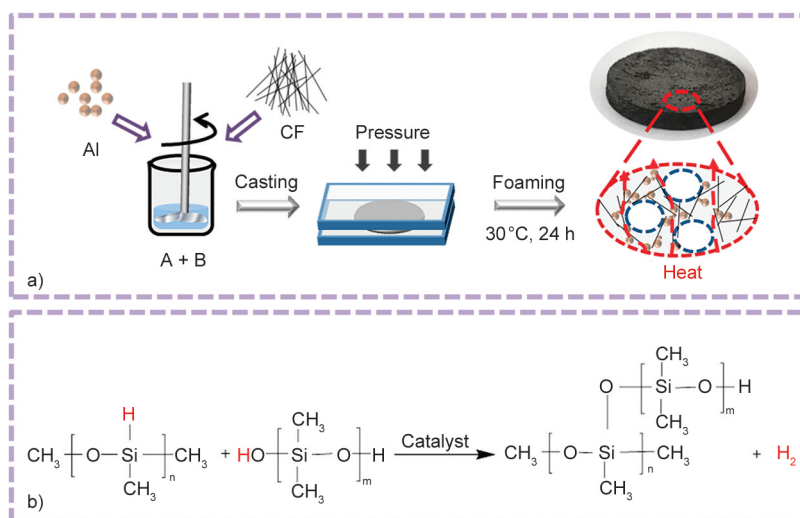 Al
CF
A + B
Casting
Pressure
Foaming
30°C, 24 h
Heat
a)
H
CH₃ [ O — Si ]ₙ CH₃
CH₃
+
CH₃
HO [ Si — O ]ₘ H
CH₃
Catalyst
CH₃
O [ Si — O ]ₘ H
CH₃
CH₃ [ O — Si ]ₙ CH₃
CH₃
+ H₂
b)